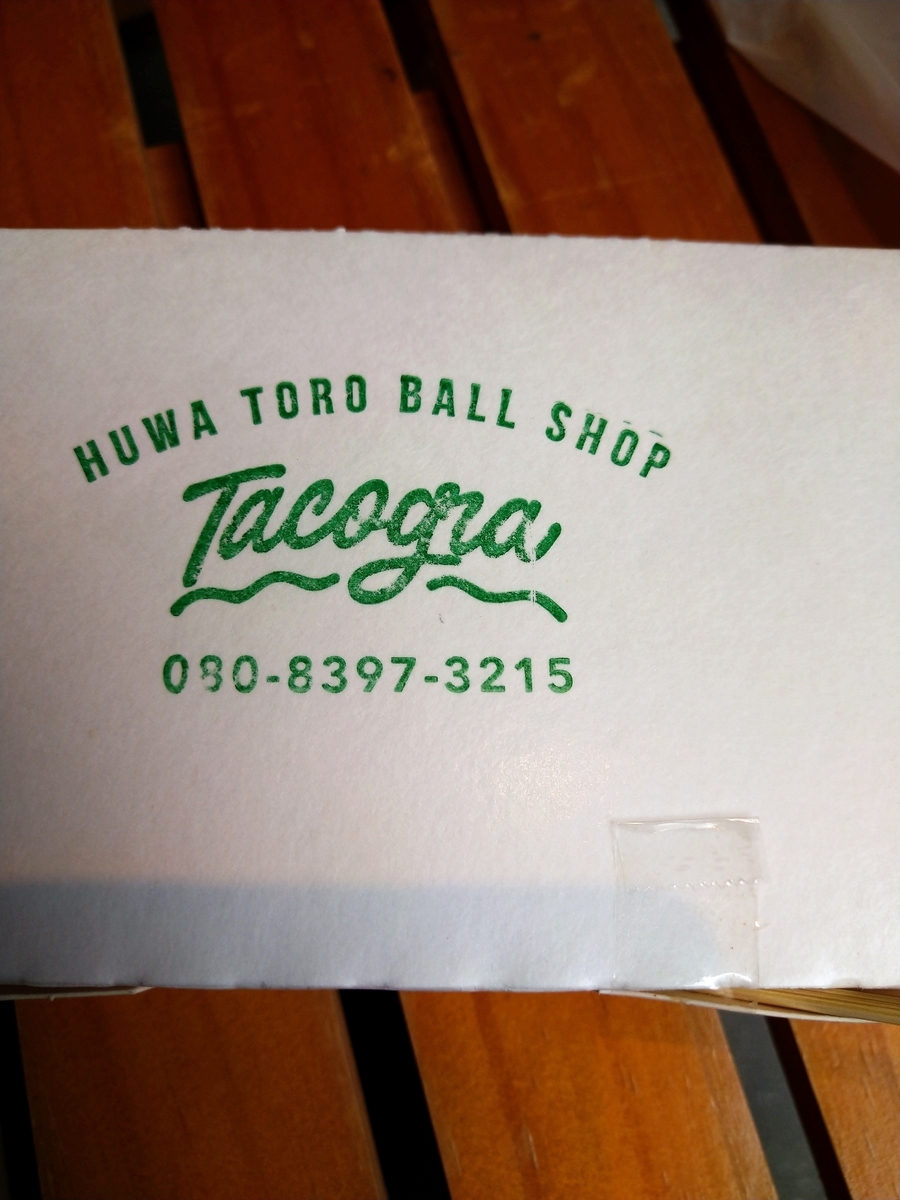 HUWA TORO BALL SHOP
Tacogra
080-8397-3215